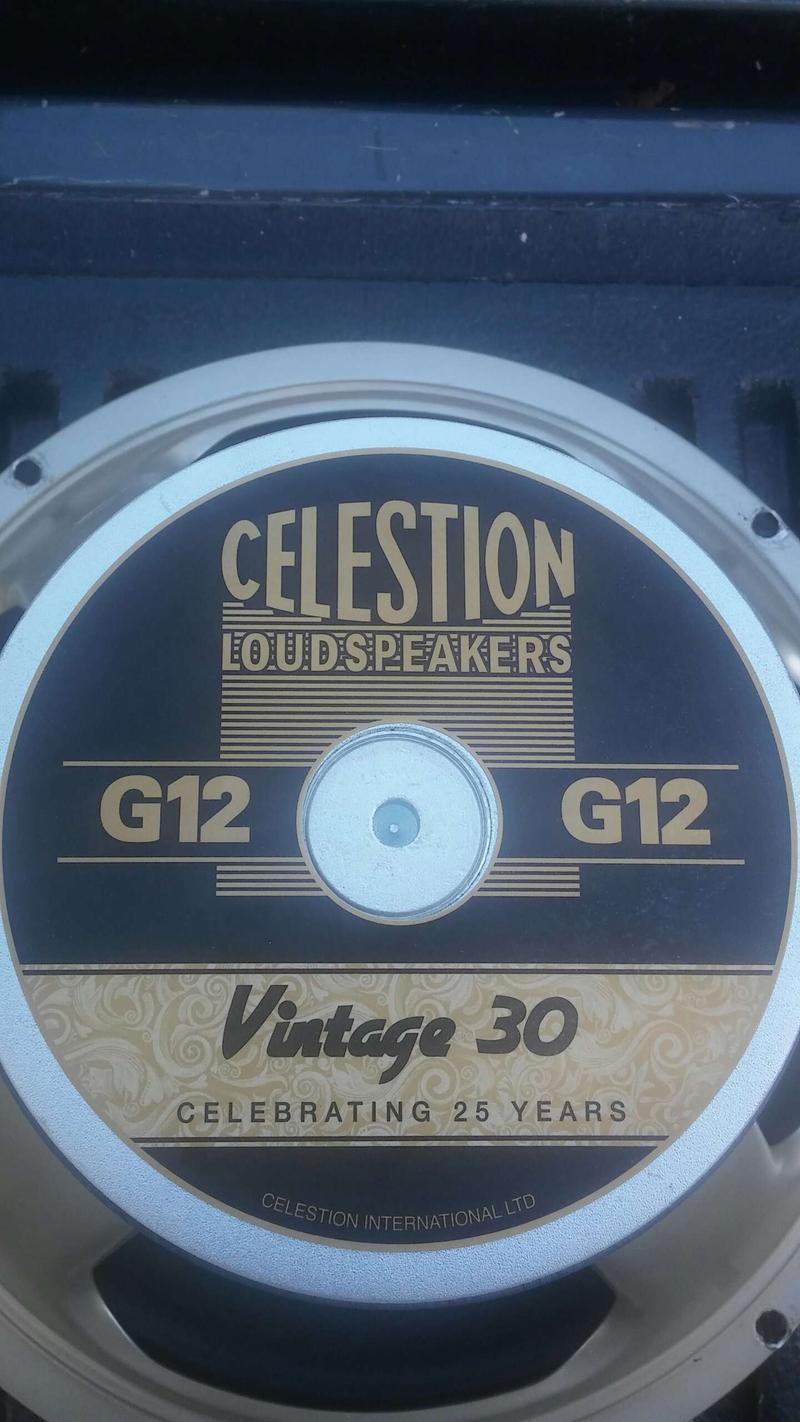 CELESTION
LOUDSPEAKERS
G12 G12
Vintage 30
CELEBRATING 25 YEARS
CELESTION INTERNATIONAL LTD